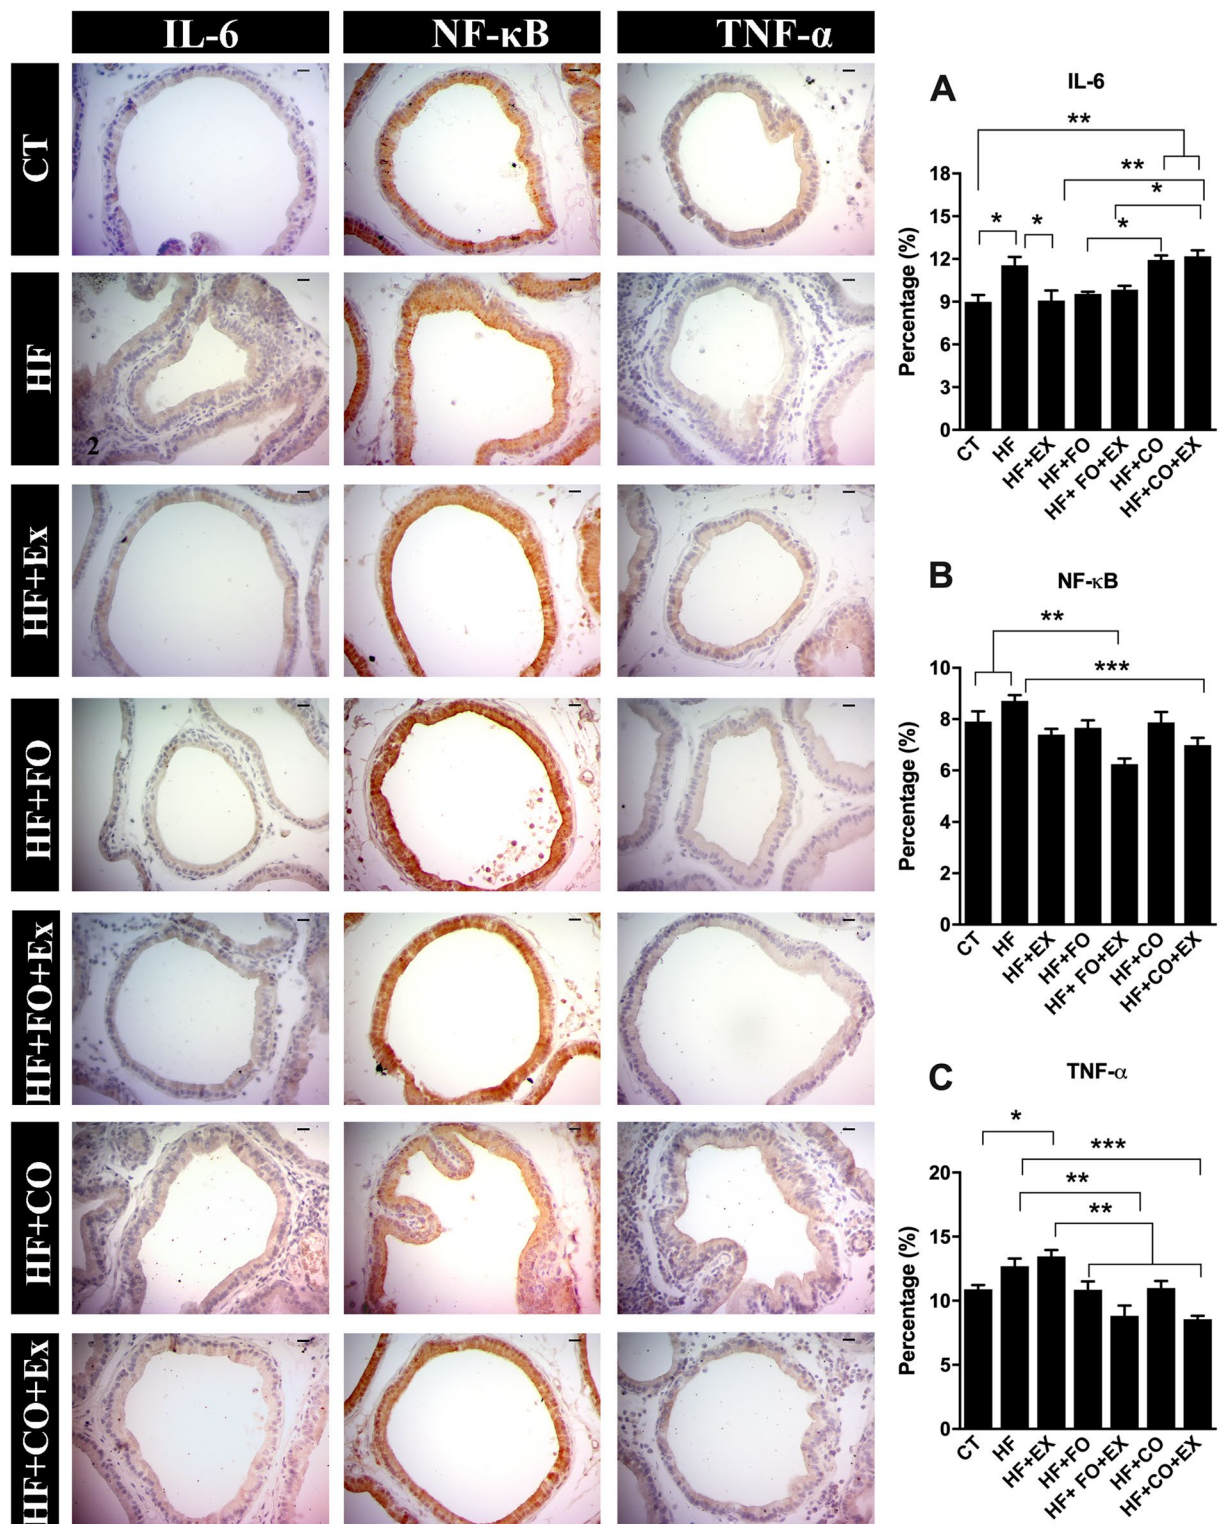 IL-6 NF-κB TNF-α
CT
HF
2
HF+Ex
HF+FO
HF+FO+Ex
HF+CO
HF+CO+Ex
A
IL-6
**
**
*
* * *
Percentage (%)
18
15
12
9
6
3
0
CT HF HF+EX HF+FO HF+ FO+EX HF+CO HF+CO+EX
B
NF-κB
**
***
Percentage (%)
10
8
6
4
2
0
CT HF HF+EX HF+FO HF+ FO+EX HF+CO HF+CO+EX
C
TNF-α
*
***
**
**
Percentage (%)
20
15
10
5
0
CT HF HF+EX HF+FO HF+ FO+EX HF+CO HF+CO+EX